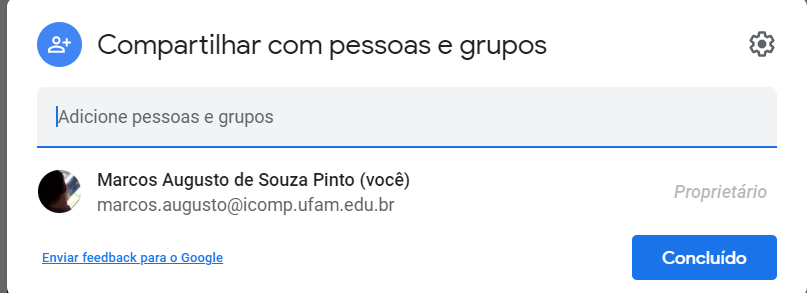 Compartilhar com pessoas e grupos
Adicione pessoas e grupos
Marcos Augusto de Souza Pinto (você)
marcos.augusto@icomp.ufam.edu.br
Proprietário
Enviar feedback para o Google
Concluído